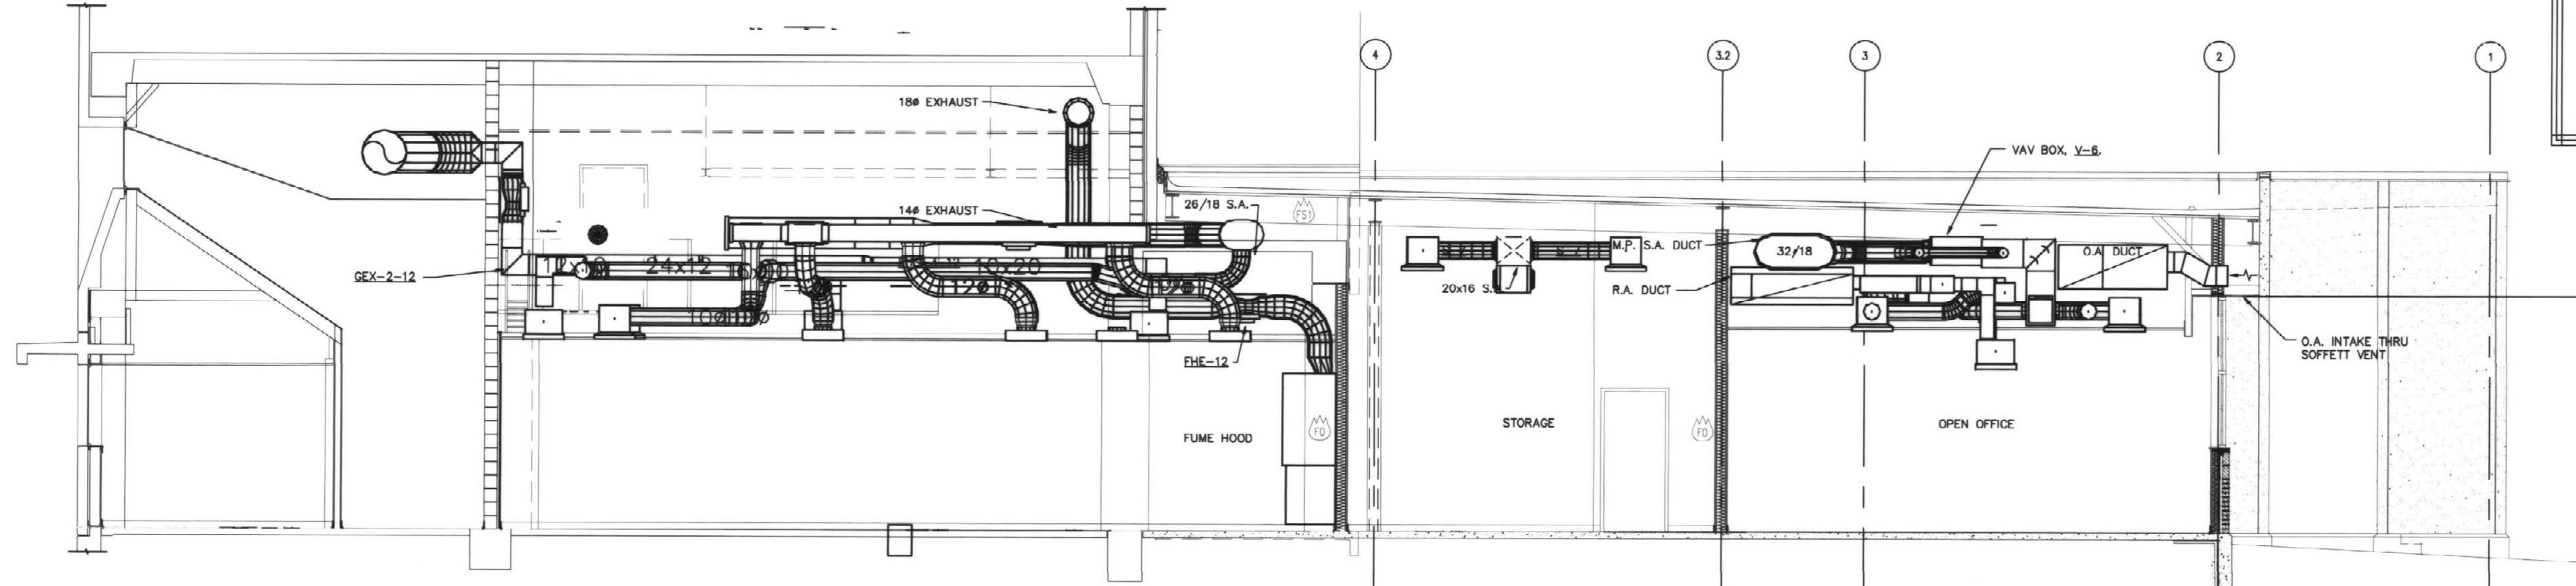 4
3.2
3
2
1
18ø EXHAUST
VAV BOX, V-6.
14ø EXHAUST
26/18 S.A.
FS1
M.P. S.A. DUCT
32/18
O.A. DUCT
GEX-2-12
24x12
10x20
12ø
20x16
R.A. DUCT
O.A. INTAKE THRU
SOFFETT VENT
FHE-12
FUME HOOD
FD
STORAGE
FD
OPEN OFFICE